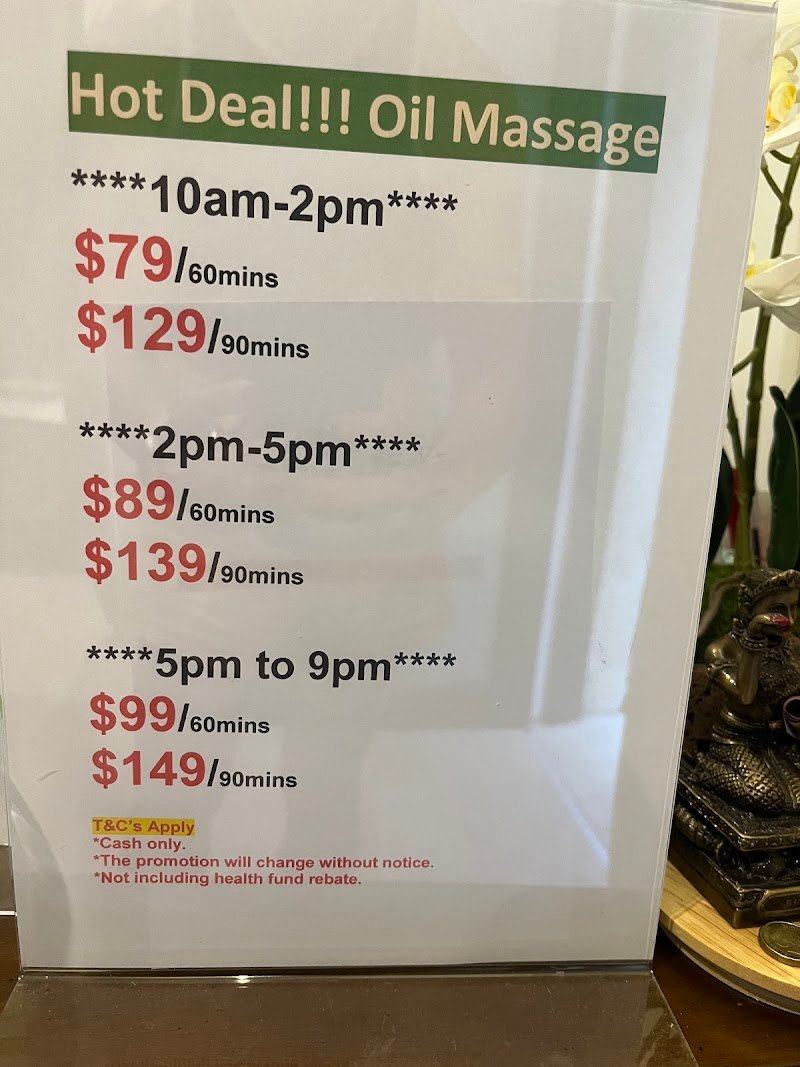 Hot Deal!!! Oil Massage
****10am-2pm****
$79/60mins
$129/90mins
****2pm-5pm****
$89/60mins
$139/90mins
****5pm to 9pm****
$99/60mins
$149/90mins
T&C's Apply
*Cash only.
*The promotion will change without notice.
*Not including health fund rebate.